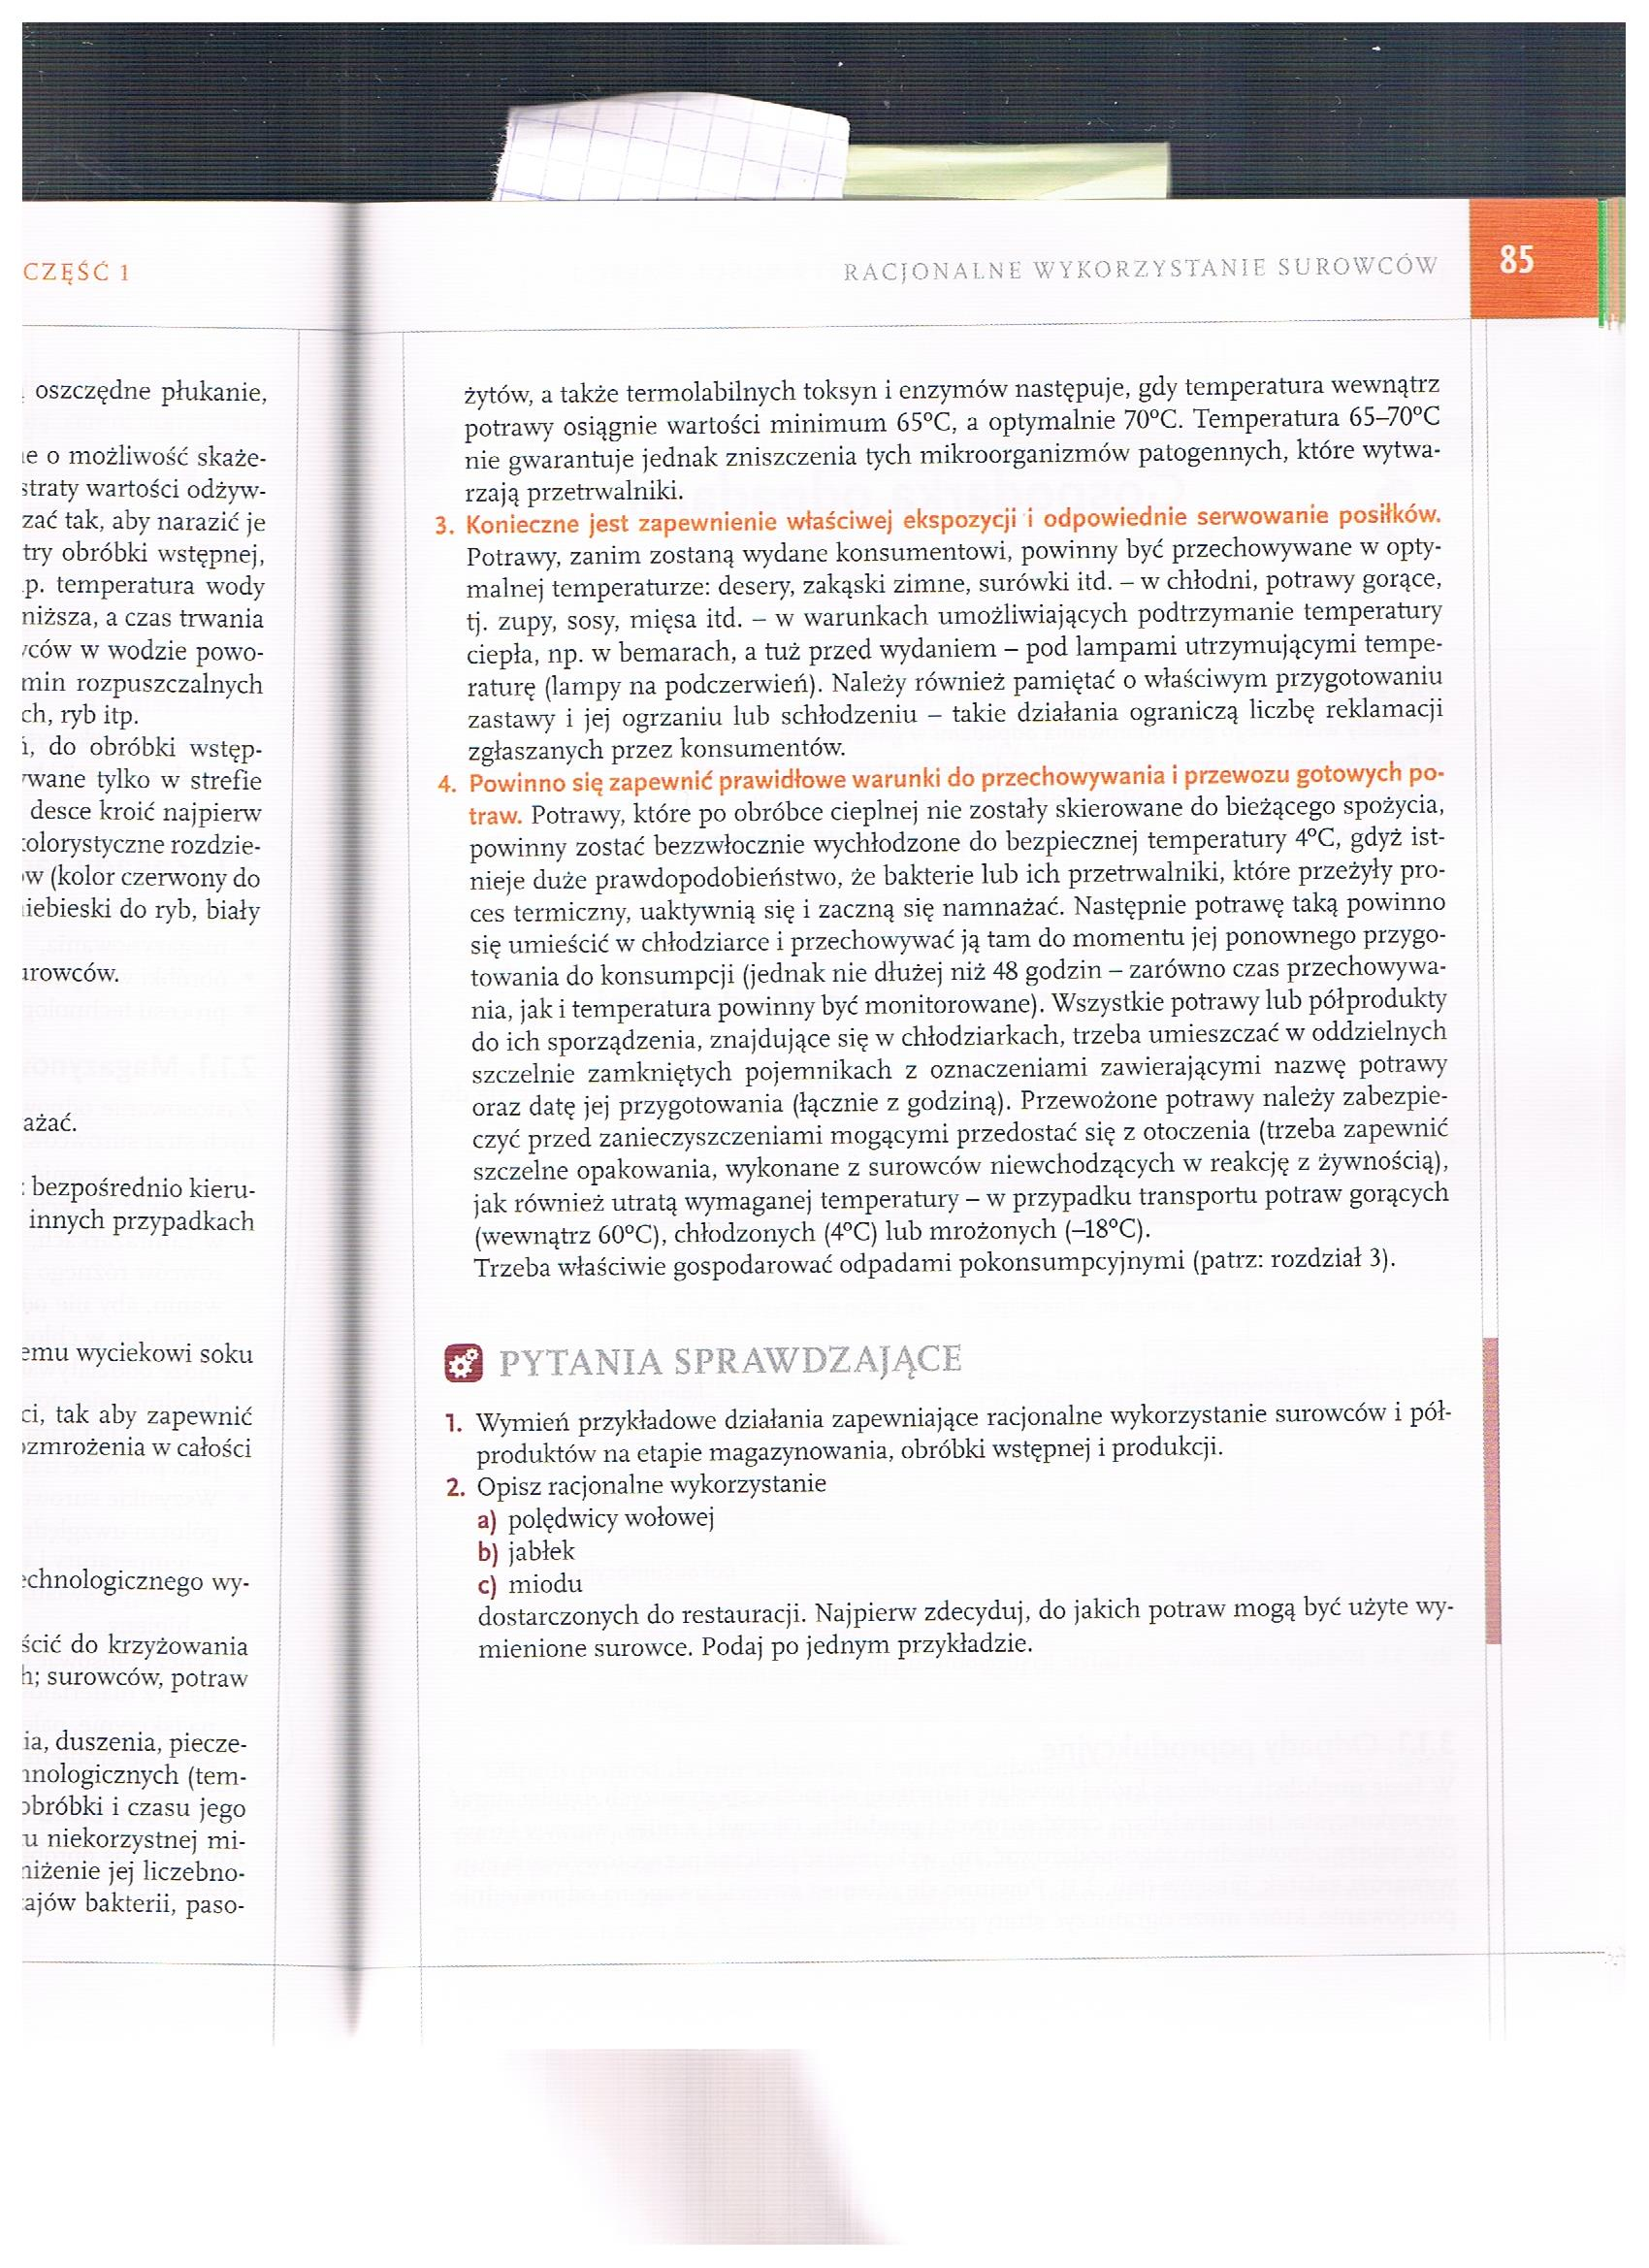 CZĘŚĆ 1
oszczędne płukanie,
o możliwość skaże-
straty wartości odżyw-
zać tak, aby narazić je
try obróbki wstępnej,
p. temperatura wody
niższa, a czas trwania
ców w wodzie powo-
min rozpuszczalnych
ch, ryb itp.
do obróbki wstęp-
wane tylko w strefie
desce kroić najpierw
olorystyczne rozdzie-
w (kolor czerwony do
iebieski do ryb, biały
urowców.
ażać.
bezpośrednio kieru-
innych przypadkach
emu wyciekowi soku
ci, tak aby zapewnić
zmrożenia w całości
echnologicznego wy-
ścić do krzyżowania
h; surowców, potraw
ia, duszenia, piecze-
nnologicznych (tem-
obróbki i czasu jego
u niekorzystnej mi-
niżenie jej liczebno-
ajów bakterii, paso-
RACJONALNE WYKORZYSTANIE SUROWCÓW
85
żytów, a także termolabilnych toksyn i enzymów następuje, gdy temperatura wewnątrz
potrawy osiągnie wartości minimum 65°C, a optymalnie 70°C. Temperatura 65–70°C
nie gwarantuje jednak zniszczenia tych mikroorganizmów patogennych, które wytwa-
rzają przetrwalniki.
3. Konieczne jest zapewnienie właściwej ekspozycji i odpowiednie serwowanie posiłków.
Potrawy, zanim zostaną wydane konsumentowi, powinny być przechowywane w opty-
malnej temperaturze: desery, zakąski zimne, surówki itd. – w chłodni, potrawy gorące,
tj. zupy, sosy, mięsa itd. – w warunkach umożliwiających podtrzymanie temperatury
ciepła, np. w bemarach, a tuż przed wydaniem – pod lampami utrzymującymi tempe-
raturę (lampy na podczerwień). Należy również pamiętać o właściwym przygotowaniu
zastawy i jej ogrzaniu lub schłodzeniu – takie działania ograniczą liczbę reklamacji
zgłaszanych przez konsumentów.
4. Powinno się zapewnić prawidłowe warunki do przechowywania i przewozu gotowych po-
traw. Potrawy, które po obróbce cieplnej nie zostały skierowane do bieżącego spożycia,
powinny zostać bezzwłocznie wychłodzone do bezpiecznej temperatury 4°C, gdyż ist-
nieje duże prawdopodobieństwo, że bakterie lub ich przetrwalniki, które przeżyły pro-
ces termiczny, uaktywnią się i zaczną się namnażać. Następnie potrawę taką powinno
się umieścić w chłodziarce i przechowywać ją tam do momentu jej ponownego przygo-
towania do konsumpcji (jednak nie dłużej niż 48 godzin – zarówno czas przechowywa-
nia, jak i temperatura powinny być monitorowane). Wszystkie potrawy lub półprodukty
do ich sporządzenia, znajdujące się w chłodziarkach, trzeba umieszczać w oddzielnych
szczelnie zamkniętych pojemnikach z oznaczeniami zawierającymi nazwę potrawy
oraz datę jej przygotowania (łącznie z godziną). Przewożone potrawy należy zabezpie-
czyć przed zanieczyszczeniami mogącymi przedostać się z otoczenia (trzeba zapewnić
szczelne opakowania, wykonane z surowców niewchodzących w reakcję z żywnością),
jak również utratą wymaganej temperatury – w przypadku transportu potraw gorących
(wewnątrz 60°C), chłodzonych (4°C) lub mrożonych (–18°C).
Trzeba właściwie gospodarować odpadami pokonsumpcyjnymi (patrz: rozdział 3).
PYTANIA SPRAWDZAJĄCE
1. Wymień przykładowe działania zapewniające racjonalne wykorzystanie surowców i pół-
produktów na etapie magazynowania, obróbki wstępnej i produkcji.
2. Opisz racjonalne wykorzystanie
a) polędwicy wołowej
b) jabłek
c) miodu
dostarczonych do restauracji. Najpierw zdecyduj, do jakich potraw mogą być użyte wy-
mienione surowce. Podaj po jednym przykładzie.